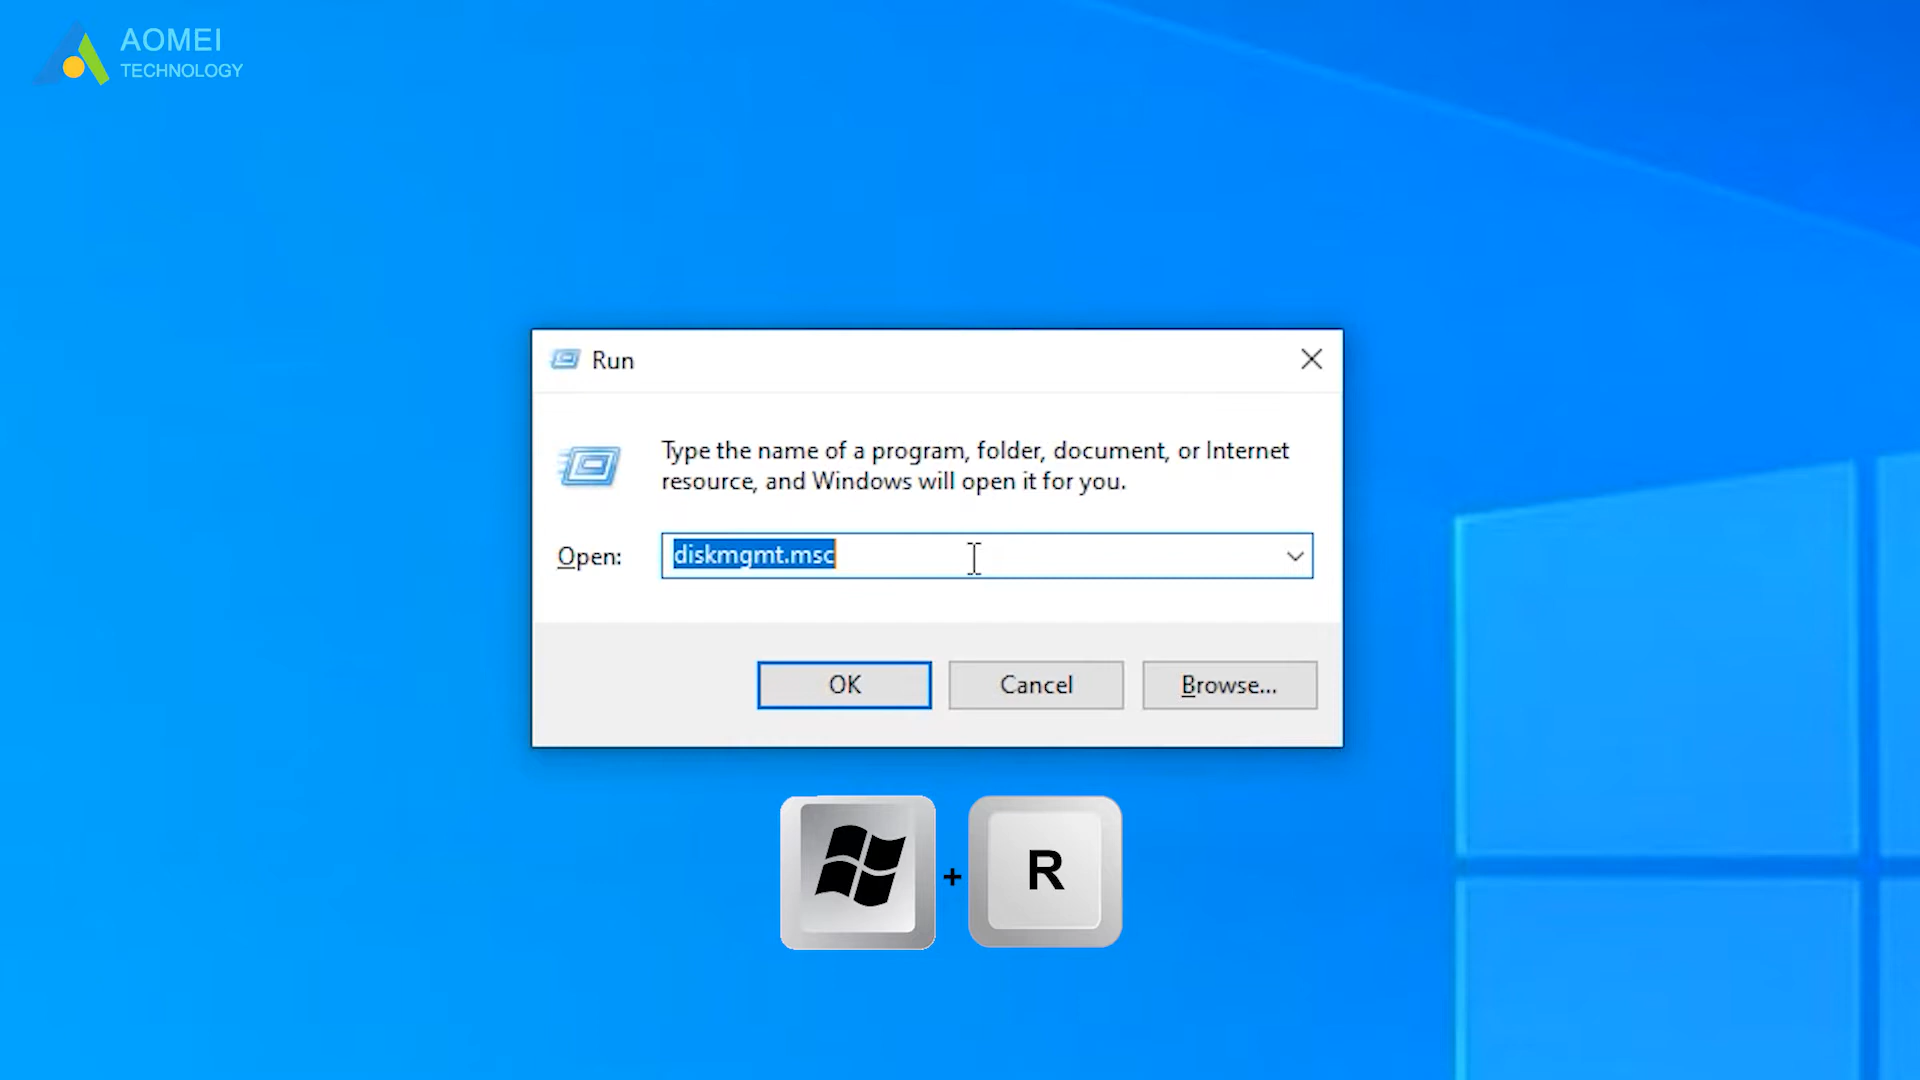 AOMEI
TECHNOLOGY
Run
Type the name of a program, folder, document, or Internet
resource, and Windows will open it for you.
Open: diskmgmt.msc
OK Cancel Browse...
+ R